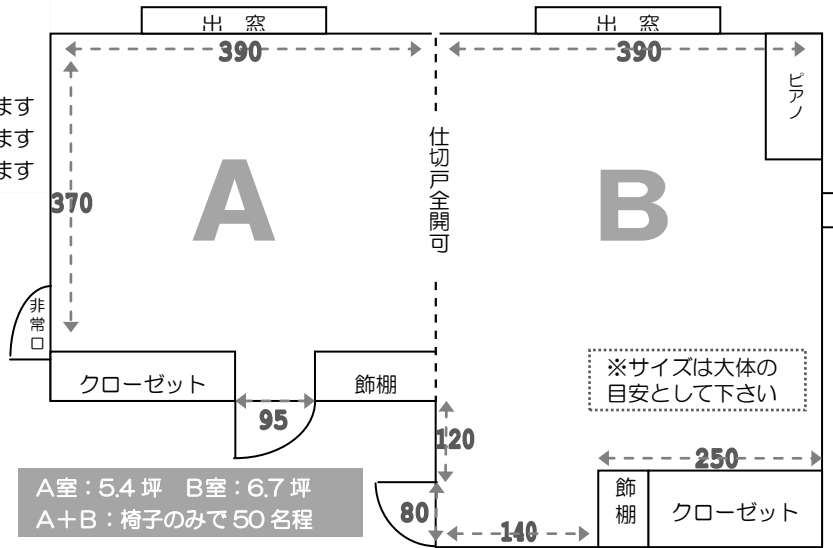 出 窓
出 窓
390
390
ピアノ
ます
ます
ます
仕切戸全開可
A
B
370
非常口
クローゼット
飾棚
※サイズは大体の
目安として下さい
95
120
250
A室：5.4 坪　B室：6.7 坪
A＋B：椅子のみで 50 名程
80
140
飾棚
クローゼット